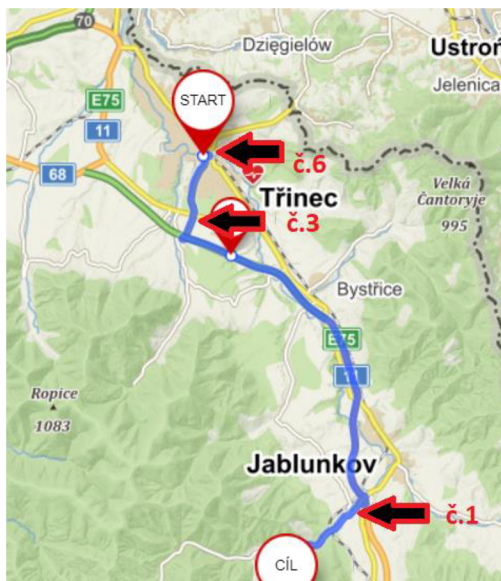 70
Dzięgielów
Ustroń
Jelenica
START
E75
11
68
č.6
Třinec
Velká
Čantoryje
995
č.3
Bystřice
E75
11
Ropice
1083
Jablunkov
č.1
CÍL